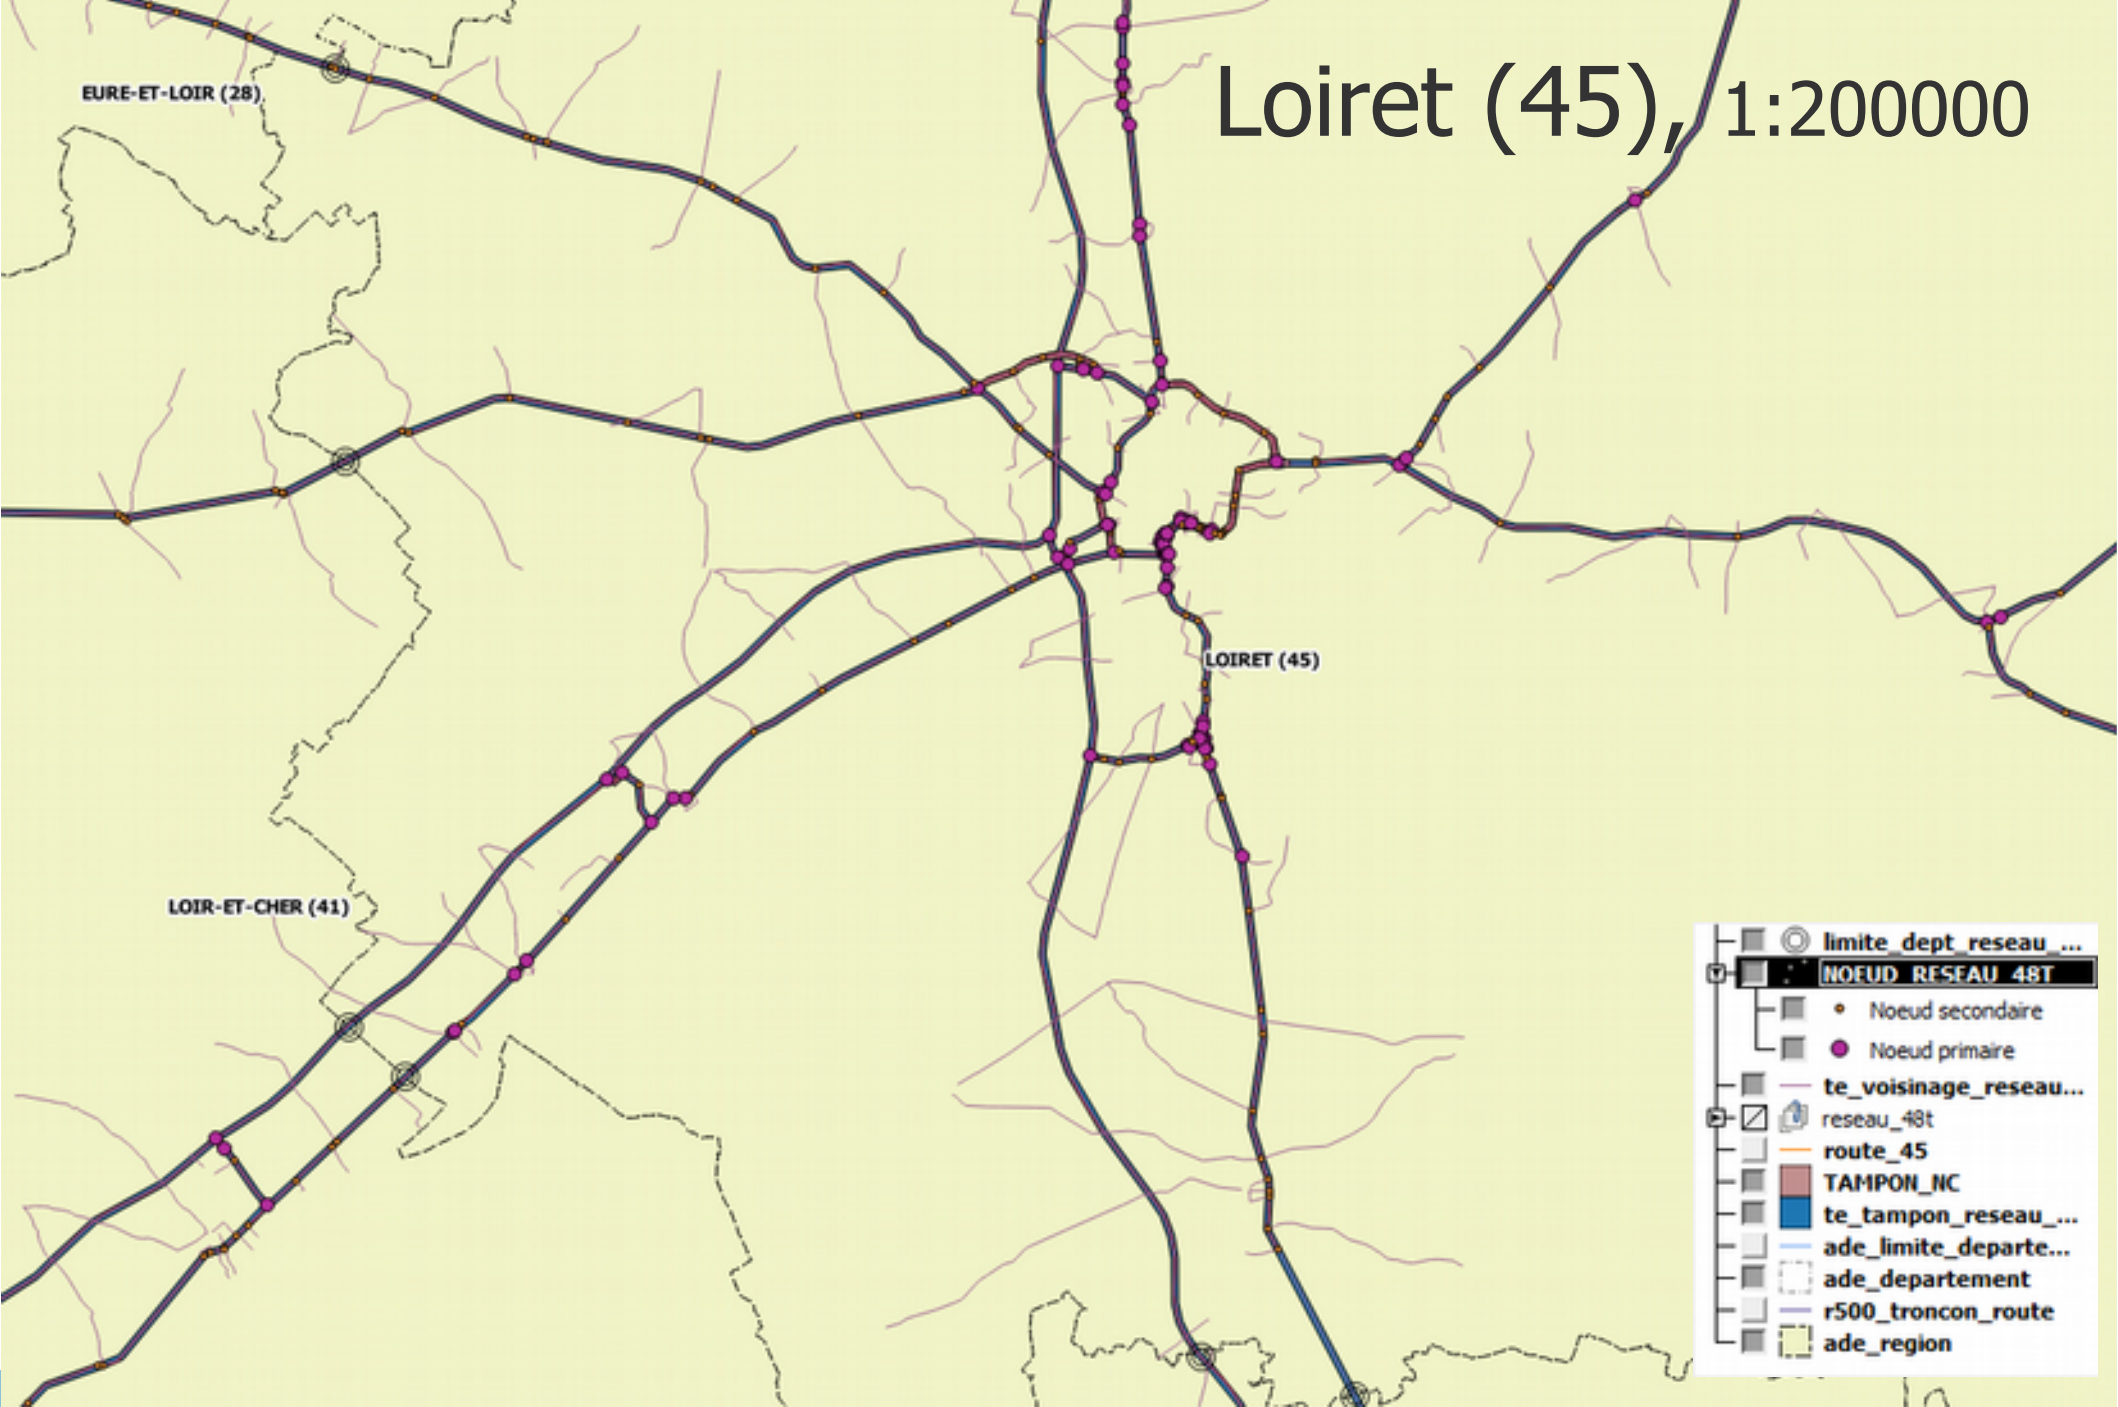 Loiret (45), 1:200000
EURE-ET-LOIR (28)
LOIRET (45)
LOIR-ET-CHER (41)
limite_dept_reseau_...
NOEUD_RESEAU_48T
Noeud secondaire
Noeud primaire
te_voisinage_reseau...
reseau_48t
route_45
TAMPON_NC
te_tampon_reseau_...
ade_limite_departe...
ade_departement
r500_troncon_route
ade_region